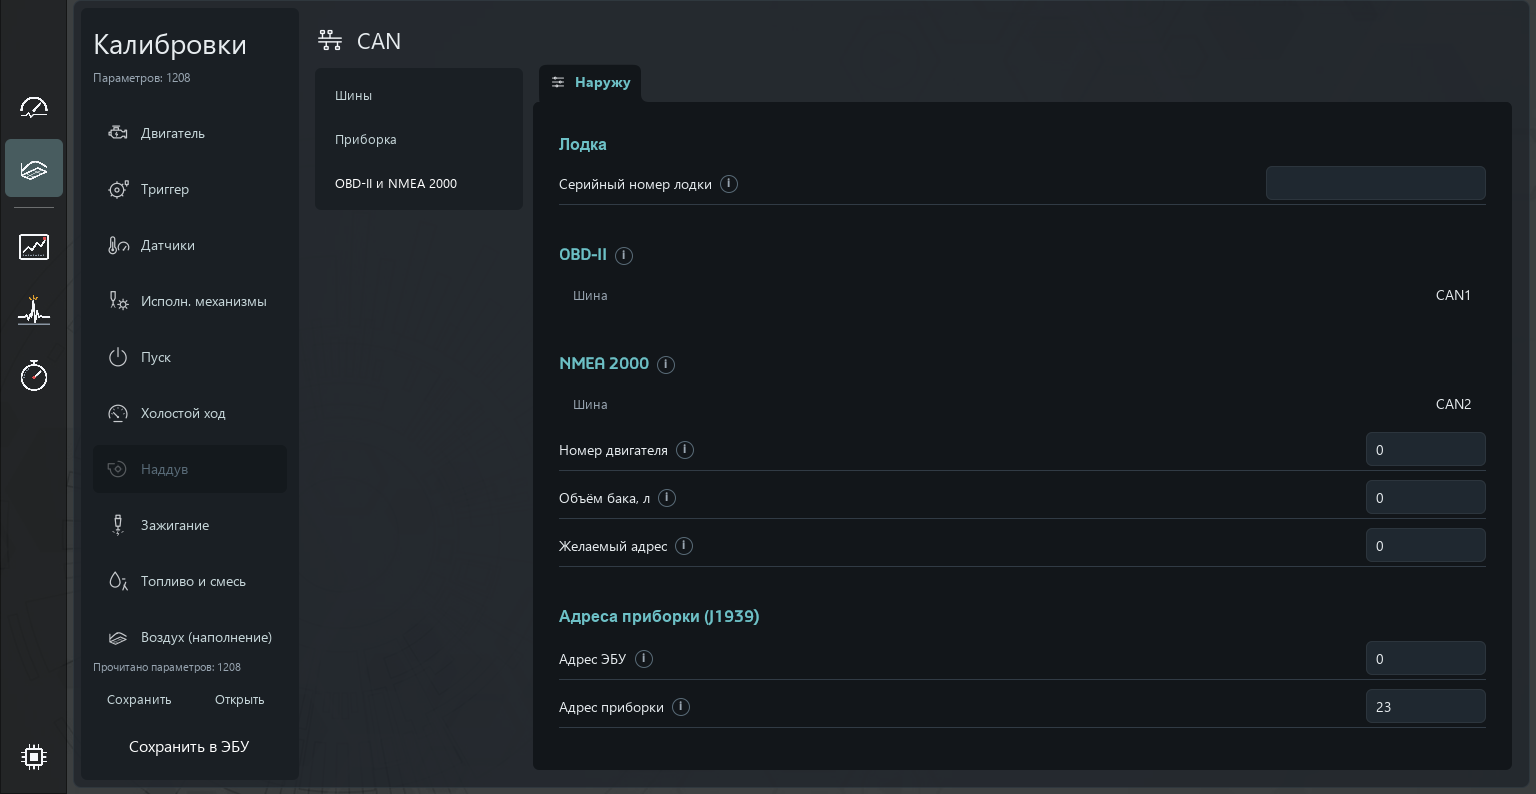 Калибровки
Параметров: 1208
Двигатель
Триггер
Датчики
Исполн. механизмы
Пуск
Холостой ход
Наддув
Зажигание
Топливо и смесь
Воздух (наполнение)
Прочитано параметров: 1208
Сохранить Открыть
Сохранить в ЭБУ
CAN
Шины
Приборка
OBD-II и NMEA 2000
Наружу
Лодка
Серийный номер лодки
OBD-II
Шина CAN1
NMEA 2000
Шина CAN2
Номер двигателя 0
Объём бака, л 0
Желаемый адрес 0
Адреса приборки (J1939)
Адрес ЭБУ 0
Адрес приборки 23